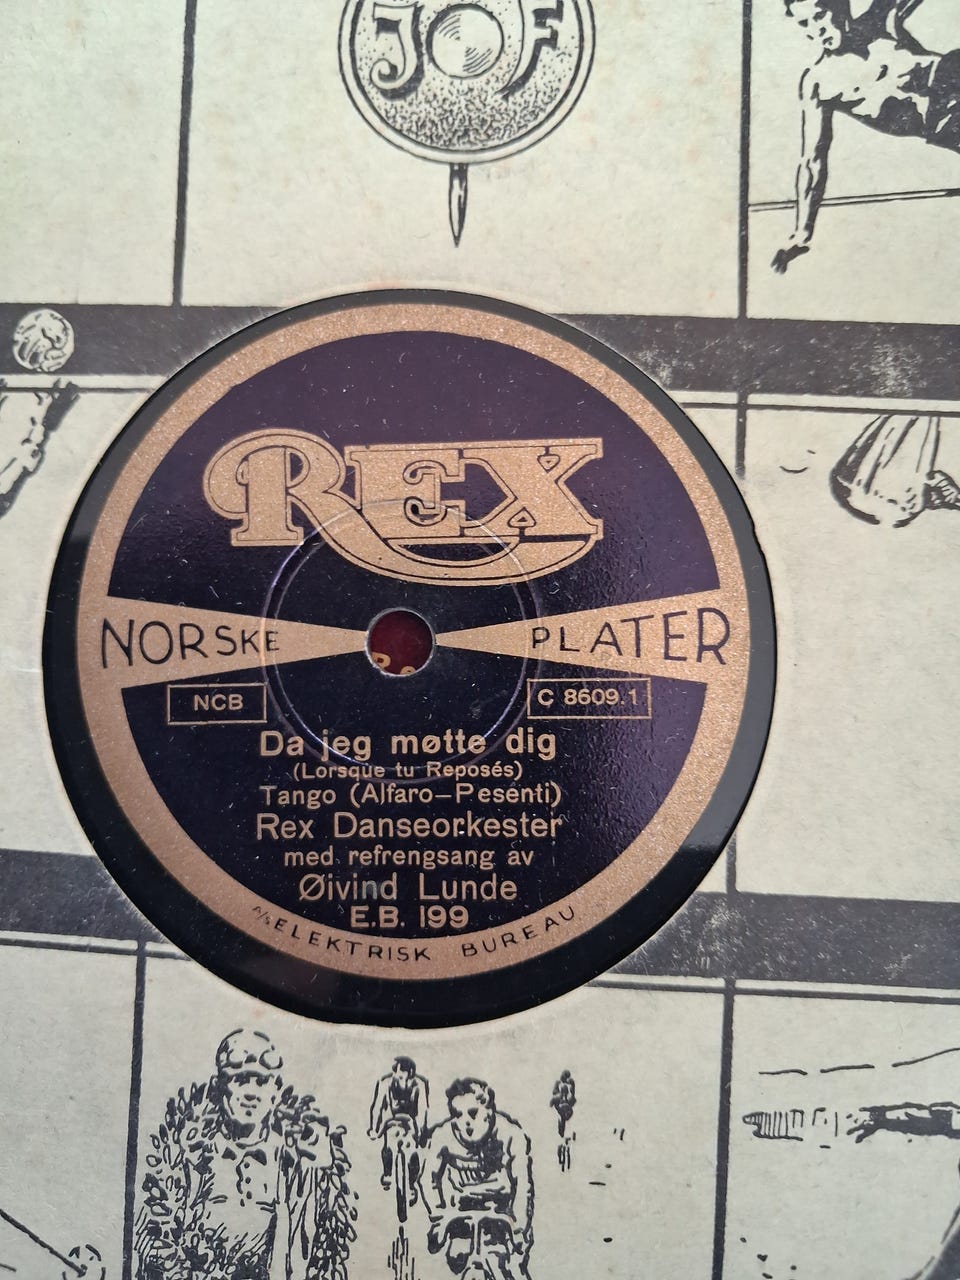 JOF
REX
NORSKE PLATER
NCB
C 8609.1
Da jeg møtte dig
(Lorsque tu Reposés)
Tango (Alfaro–Pesenti)
Rex Danseorkester
med refrengsang av
Øivind Lunde
E.B. 199
A/S ELEKTRISK BUREAU